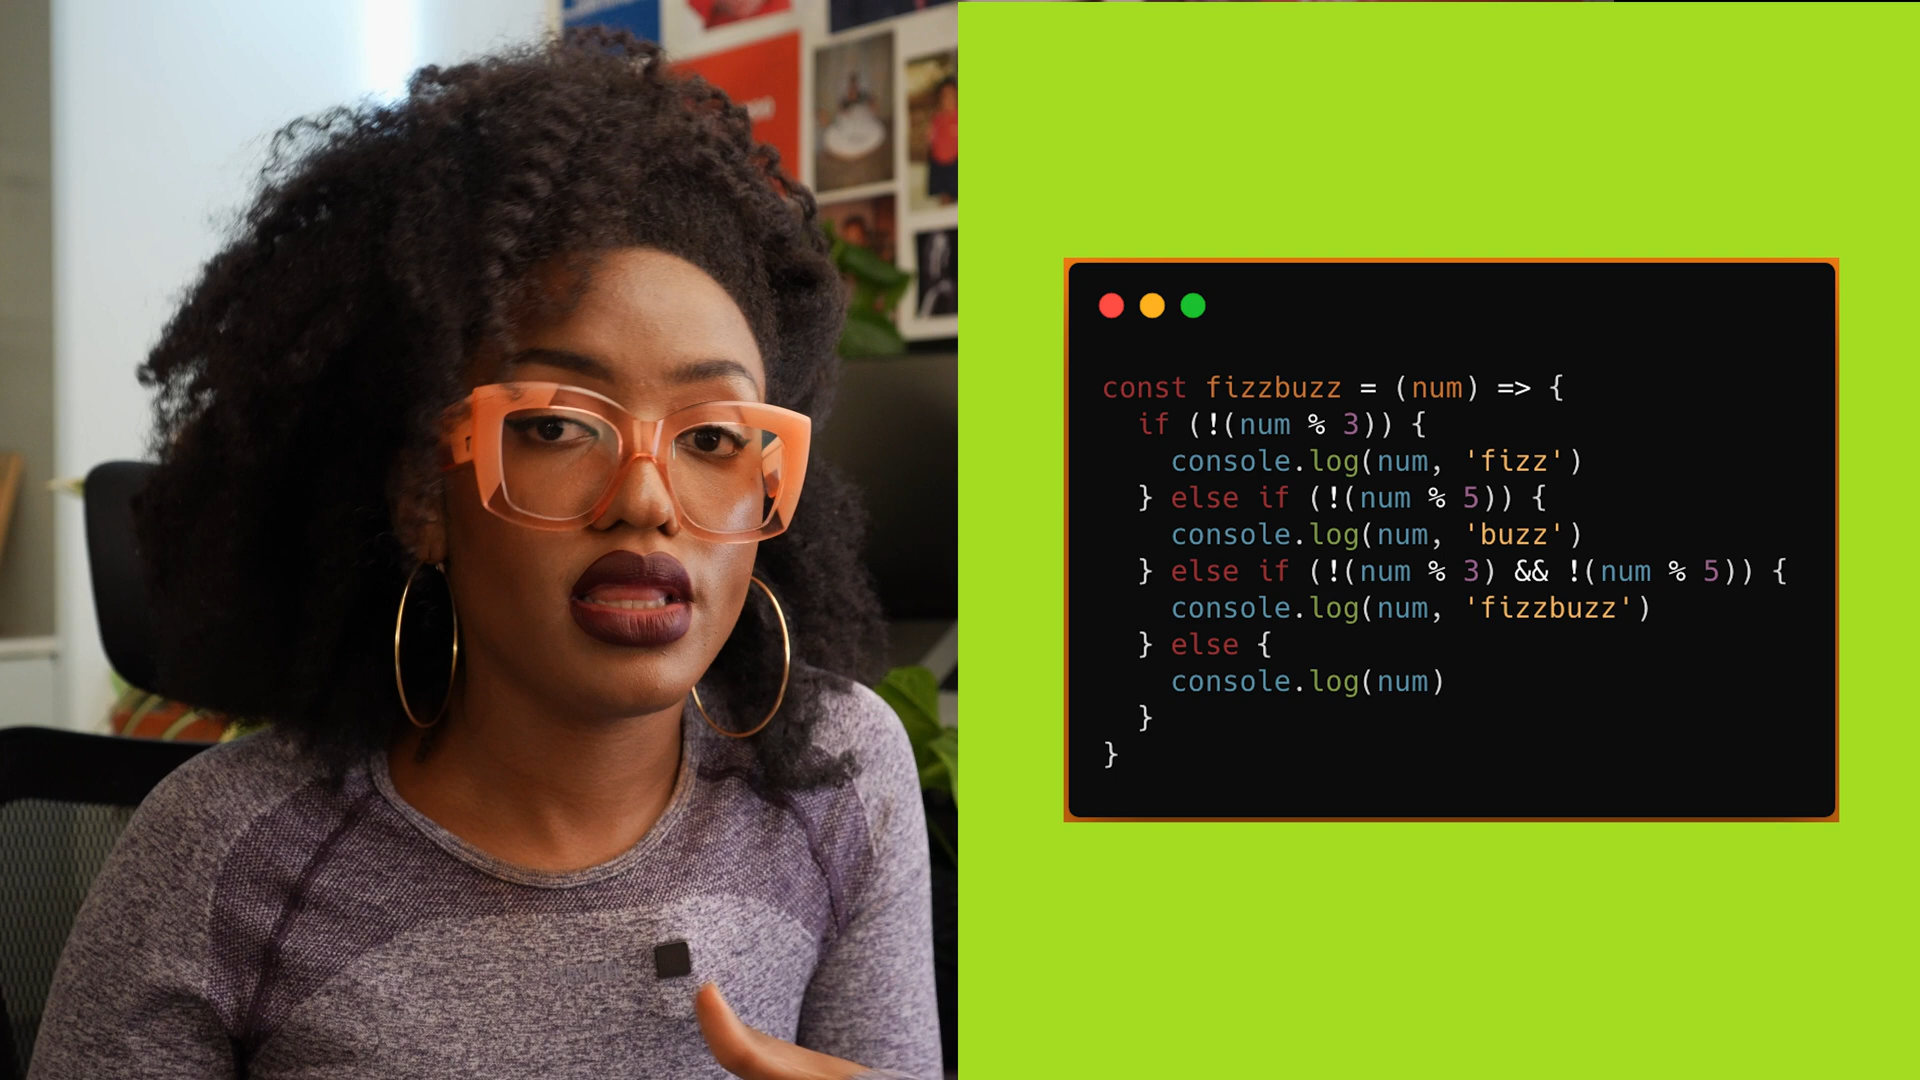 const fizzbuzz = (num) => {
  if (!(num % 3)) {
    console.log(num, 'fizz')
  } else if (!(num % 5)) {
    console.log(num, 'buzz')
  } else if (!(num % 3) && !(num % 5)) {
    console.log(num, 'fizzbuzz')
  } else {
    console.log(num)
  }
}